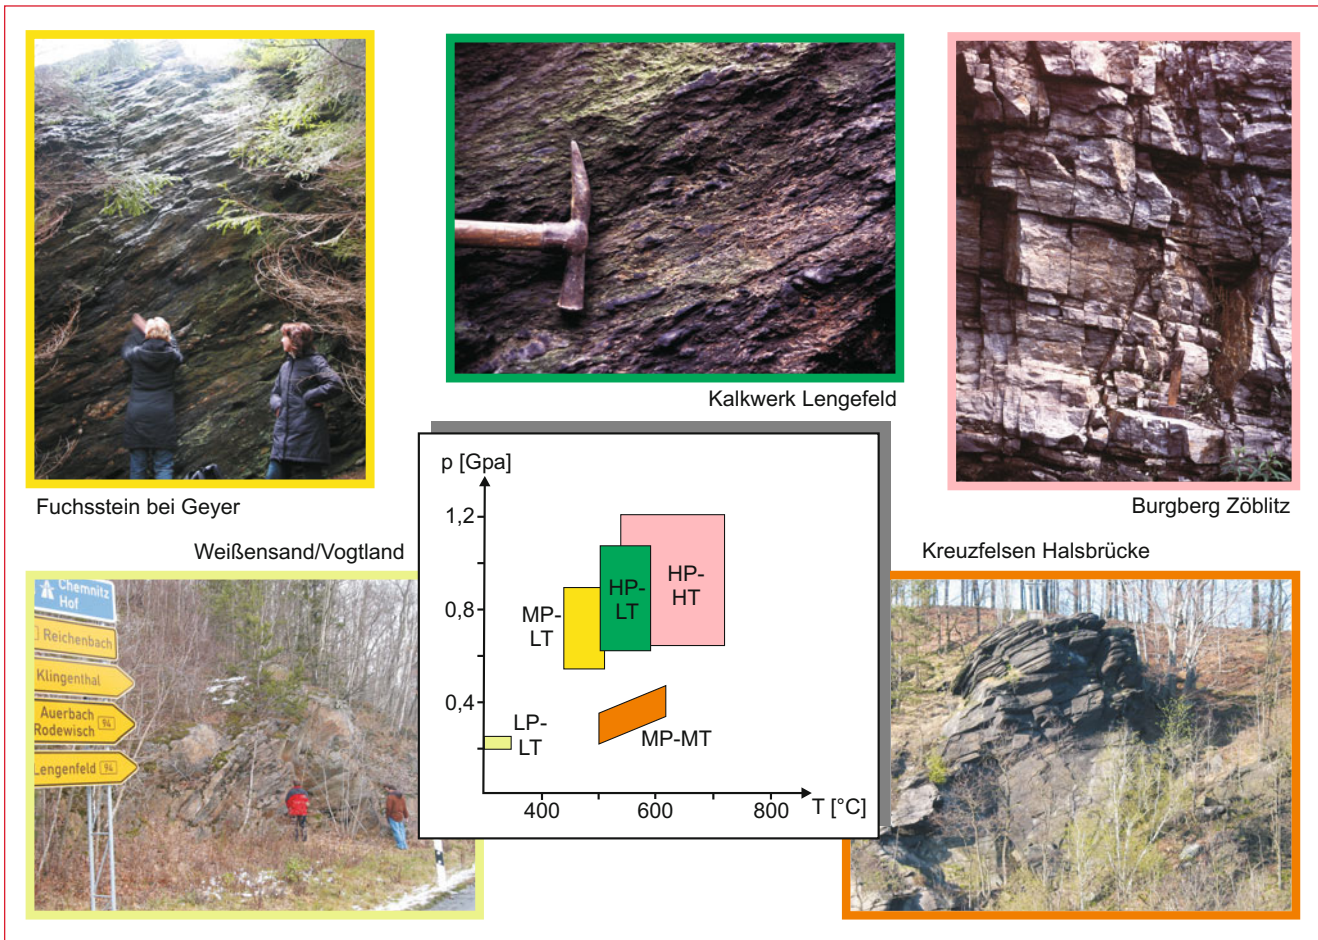 Kalkwerk Lengefeld
Fuchsstein bei Geyer
Burgberg Zöblitz
Weißensand/Vogtland
Kreuzfelsen Halsbrücke
Chemnitz
Hof
Reichenbach
Klingenthal
Auerbach
Rodewisch 94
Lengenfeld 94
p [Gpa]
1,2
0,8
0,4
MP-
LT
HP-
LT
HP-
HT
LP-
LT
MP-MT
400
600
800
T [°C]